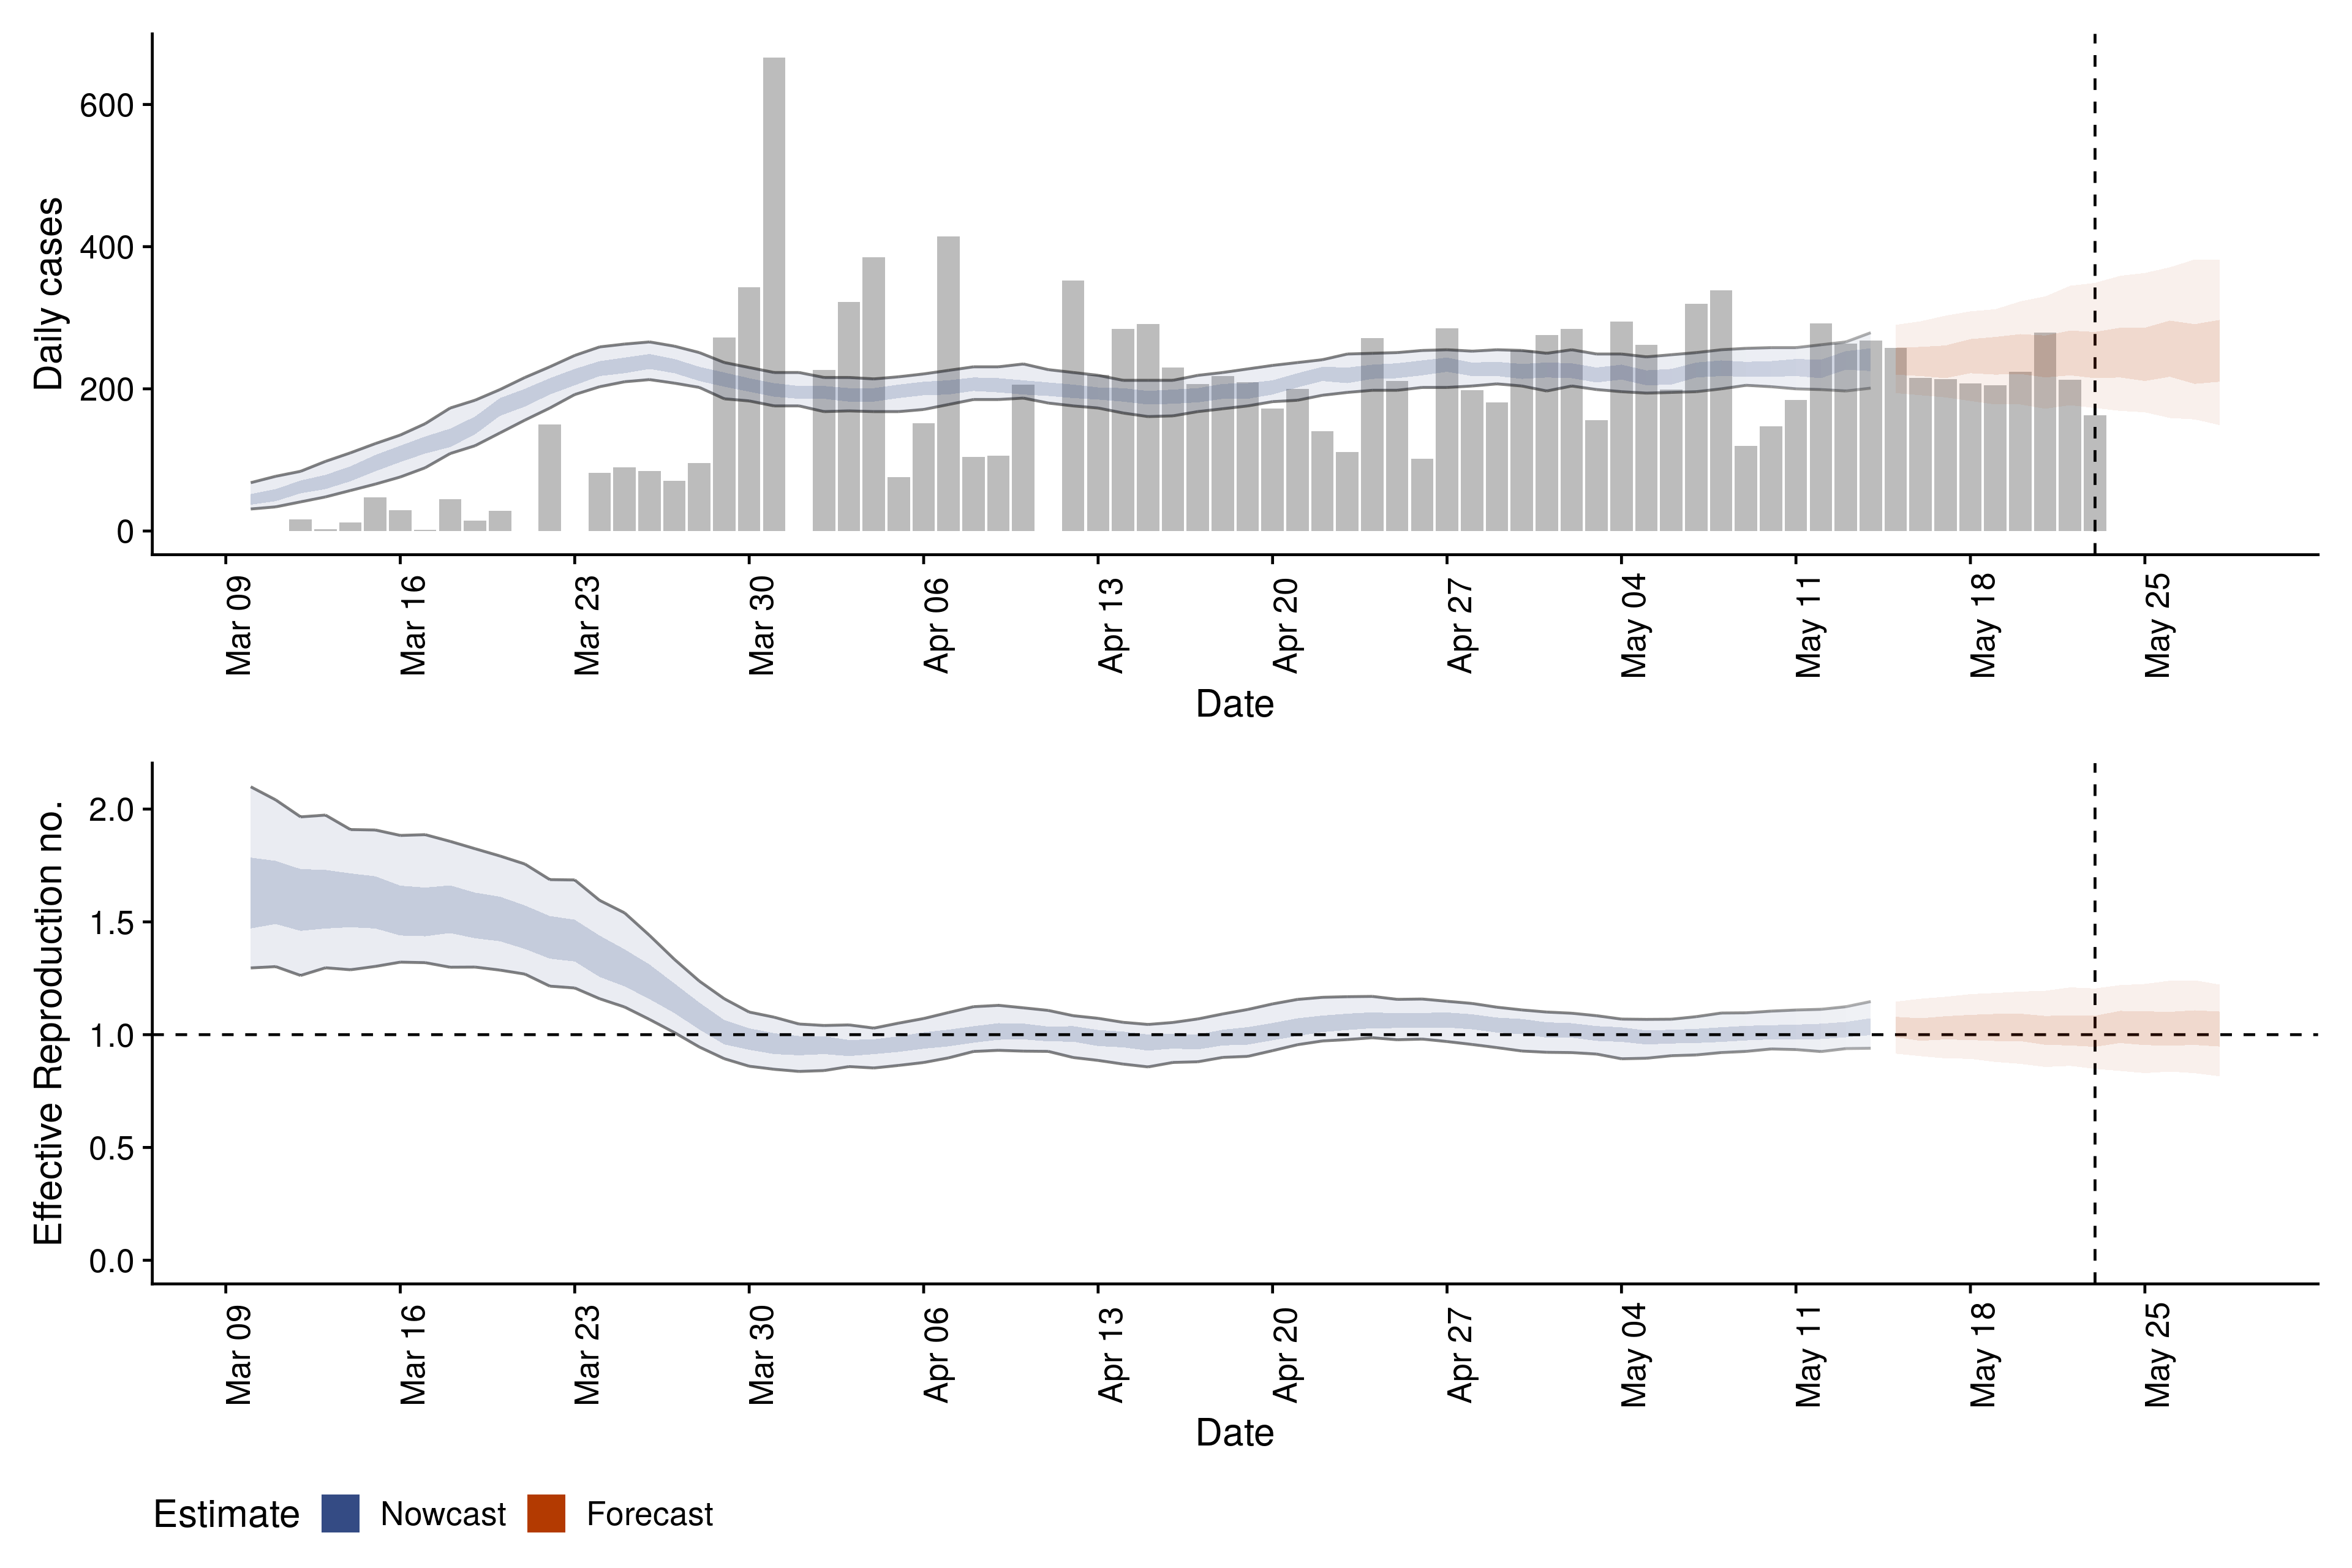 Daily cases
600
400
200
0
Mar 09
Mar 16
Mar 23
Mar 30
Apr 06
Apr 13
Apr 20
Apr 27
May 04
May 11
May 18
May 25
Date
Effective Reproduction no.
2.0
1.5
1.0
0.5
0.0
Mar 09
Mar 16
Mar 23
Mar 30
Apr 06
Apr 13
Apr 20
Apr 27
May 04
May 11
May 18
May 25
Date
Estimate Nowcast Forecast